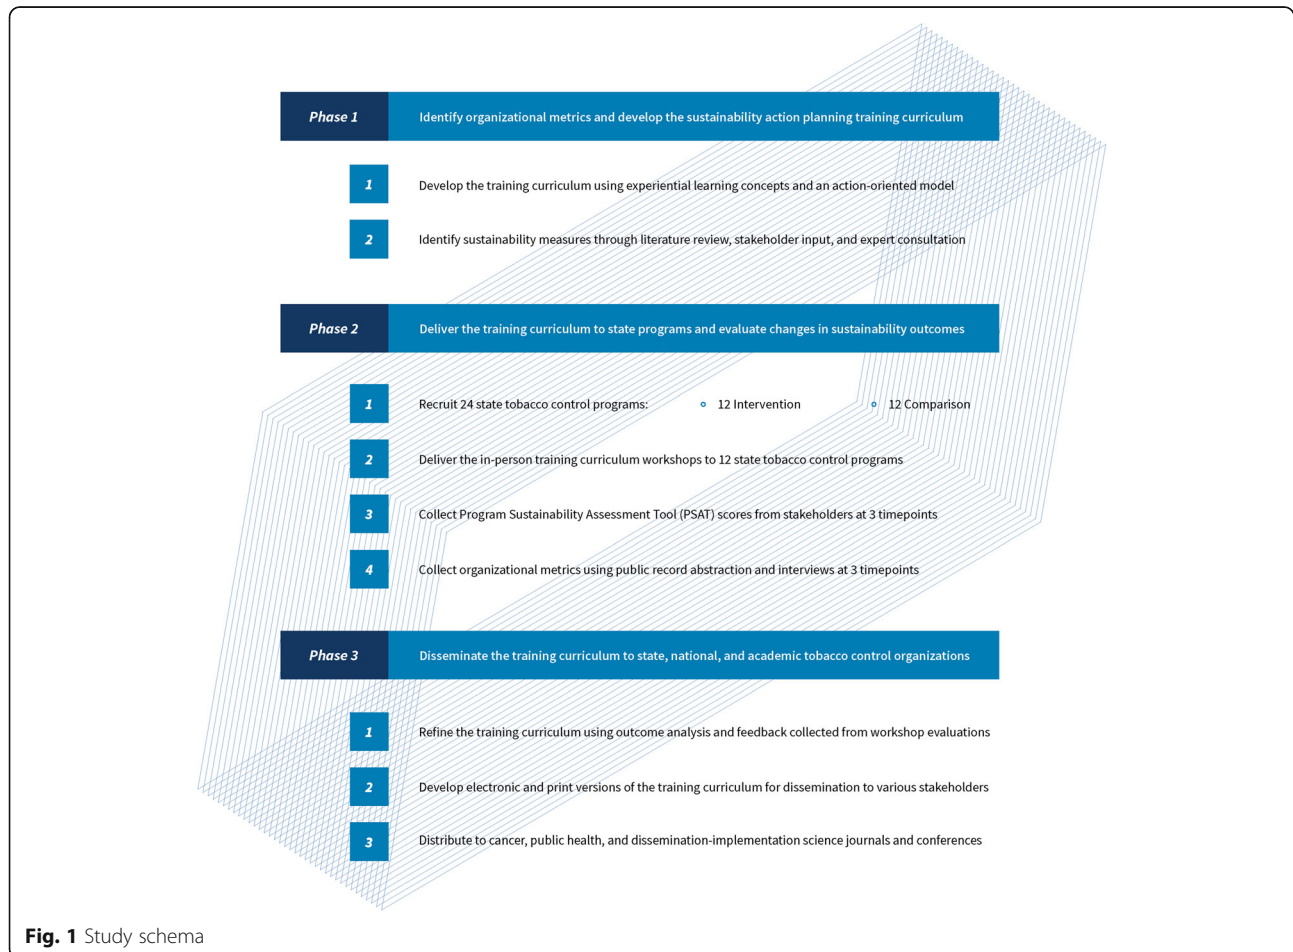 Phase 1 Identify organizational metrics and develop the sustainability action planning training curriculum
1 Develop the training curriculum using experiential learning concepts and an action-oriented model
2 Identify sustainability measures through literature review, stakeholder input, and expert consultation
Phase 2 Deliver the training curriculum to state programs and evaluate changes in sustainability outcomes
1 Recruit 24 state tobacco control programs: 12 Intervention 12 Comparison
2 Deliver the in-person training curriculum workshops to 12 state tobacco control programs
3 Collect Program Sustainability Assessment Tool (PSAT) scores from stakeholders at 3 timepoints
4 Collect organizational metrics using public record abstraction and interviews at 3 timepoints
Phase 3 Disseminate the training curriculum to state, national, and academic tobacco control organizations
1 Refine the training curriculum using outcome analysis and feedback collected from workshop evaluations
2 Develop electronic and print versions of the training curriculum for dissemination to various stakeholders
3 Distribute to cancer, public health, and dissemination-implementation science journals and conferences
Fig. 1 Study schema